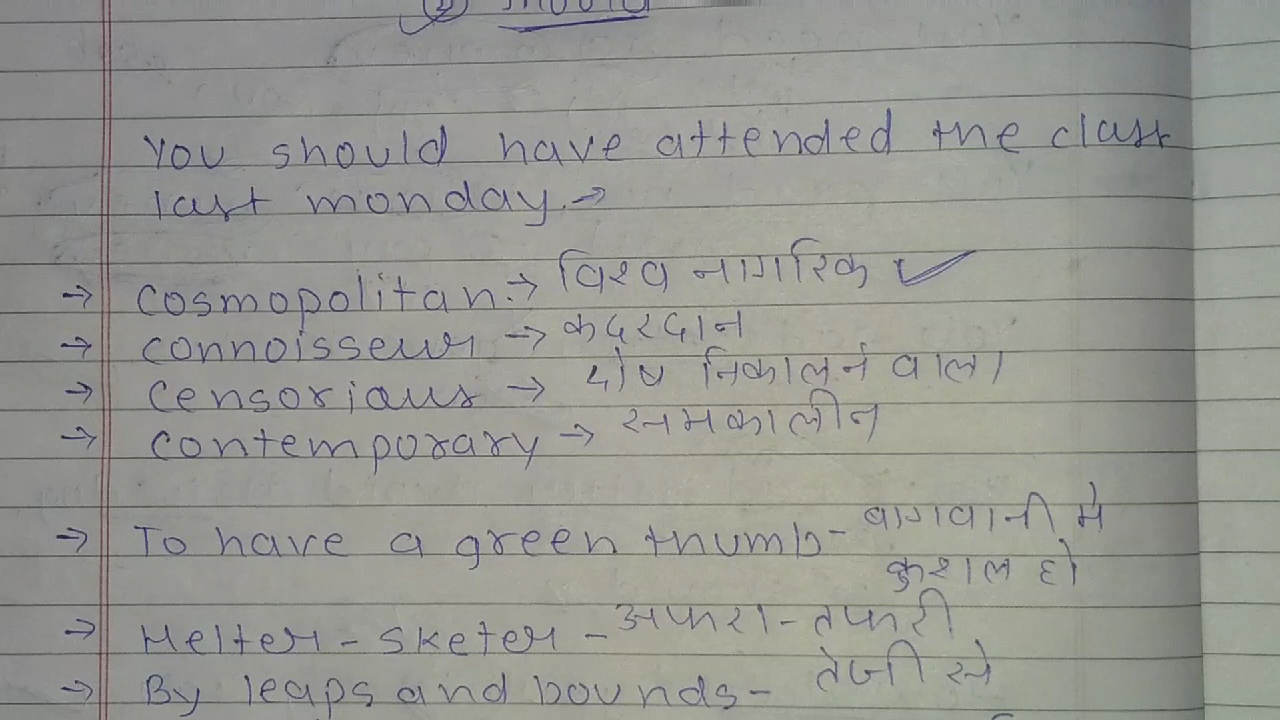 You should have attended the class
last monday. →
→ cosmopolitan. → विश्व नागरिक ✓
→ connoisseur → कदरदान
→ censorious → दोष निकालने वाला
→ contemporary → समकालीन
→ To have a green thumb - बागवानी मे
कुशल हो
→ Helter - sketer - अफरा - तफरी
→ By leaps and bounds - तेजी से